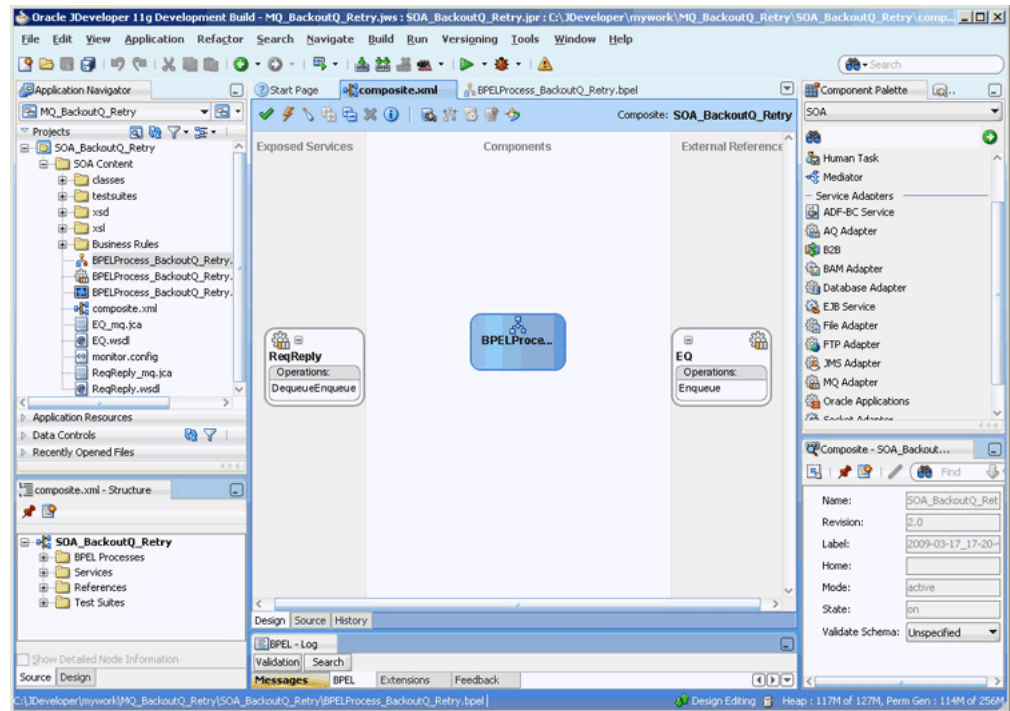 Oracle JDeveloper 11g Development Build - MQ_BackoutQ_Retry.jws : SOA_BackoutQ_Retry.jpr : C:\JDeveloper\mywork\MQ_BackoutQ_Retry\SOA_BackoutQ_Retry\comp...
File Edit View Application Refactor Search Navigate Build Run Versioning Tools Window Help
Search
Application Navigator
MQ_BackoutQ_Retry
Projects
SOA_BackoutQ_Retry
SOA Content
classes
testsuites
xsd
xsl
Business Rules
BPELProcess_BackoutQ_Retry.
BPELProcess_BackoutQ_Retry.
BPELProcess_BackoutQ_Retry.
composite.xml
EQ_mq.jca
EQ.wsdl
monitor.config
ReqReply_mq.jca
ReqReply.wsdl
Application Resources
Data Controls
Recently Opened Files
composite.xml - Structure
SOA_BackoutQ_Retry
BPEL Processes
Services
References
Test Suites
Show Detailed Node Information
Source Design
Start Page composite.xml BPELProcess_BackoutQ_Retry.bpel
Composite: SOA_BackoutQ_Retry
Exposed Services Components External Reference
ReqReply
Operations:
DequeueEnqueue
BPELProce...
EQ
Operations:
Enqueue
Design Source History
BPEL - Log
Validation Search
Messages BPEL Extensions Feedback
Component Palette
SOA
Human Task
Mediator
Service Adapters
ADF-BC Service
AQ Adapter
B2B
BAM Adapter
Database Adapter
EJB Service
File Adapter
FTP Adapter
JMS Adapter
MQ Adapter
Oracle Applications
Socket Adapter
Composite - SOA_Backout...
Find
Name: SOA_BackoutQ_Ret
Revision: 2.0
Label: 2009-03-17_17-20-
Home:
Mode: active
State: on
Validate Schema: Unspecified
C:\JDeveloper\mywork\MQ_BackoutQ_Retry\SOA_BackoutQ_Retry\BPELProcess_BackoutQ_Retry.bpel
Design Editing
Heap : 117M of 127M, Perm Gen : 114M of 256M